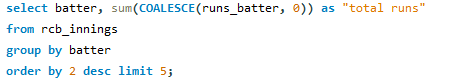 select batter, sum(COALESCE(runs_batter, 0)) as "total runs"
from rcb_innings
group by batter
order by 2 desc limit 5;